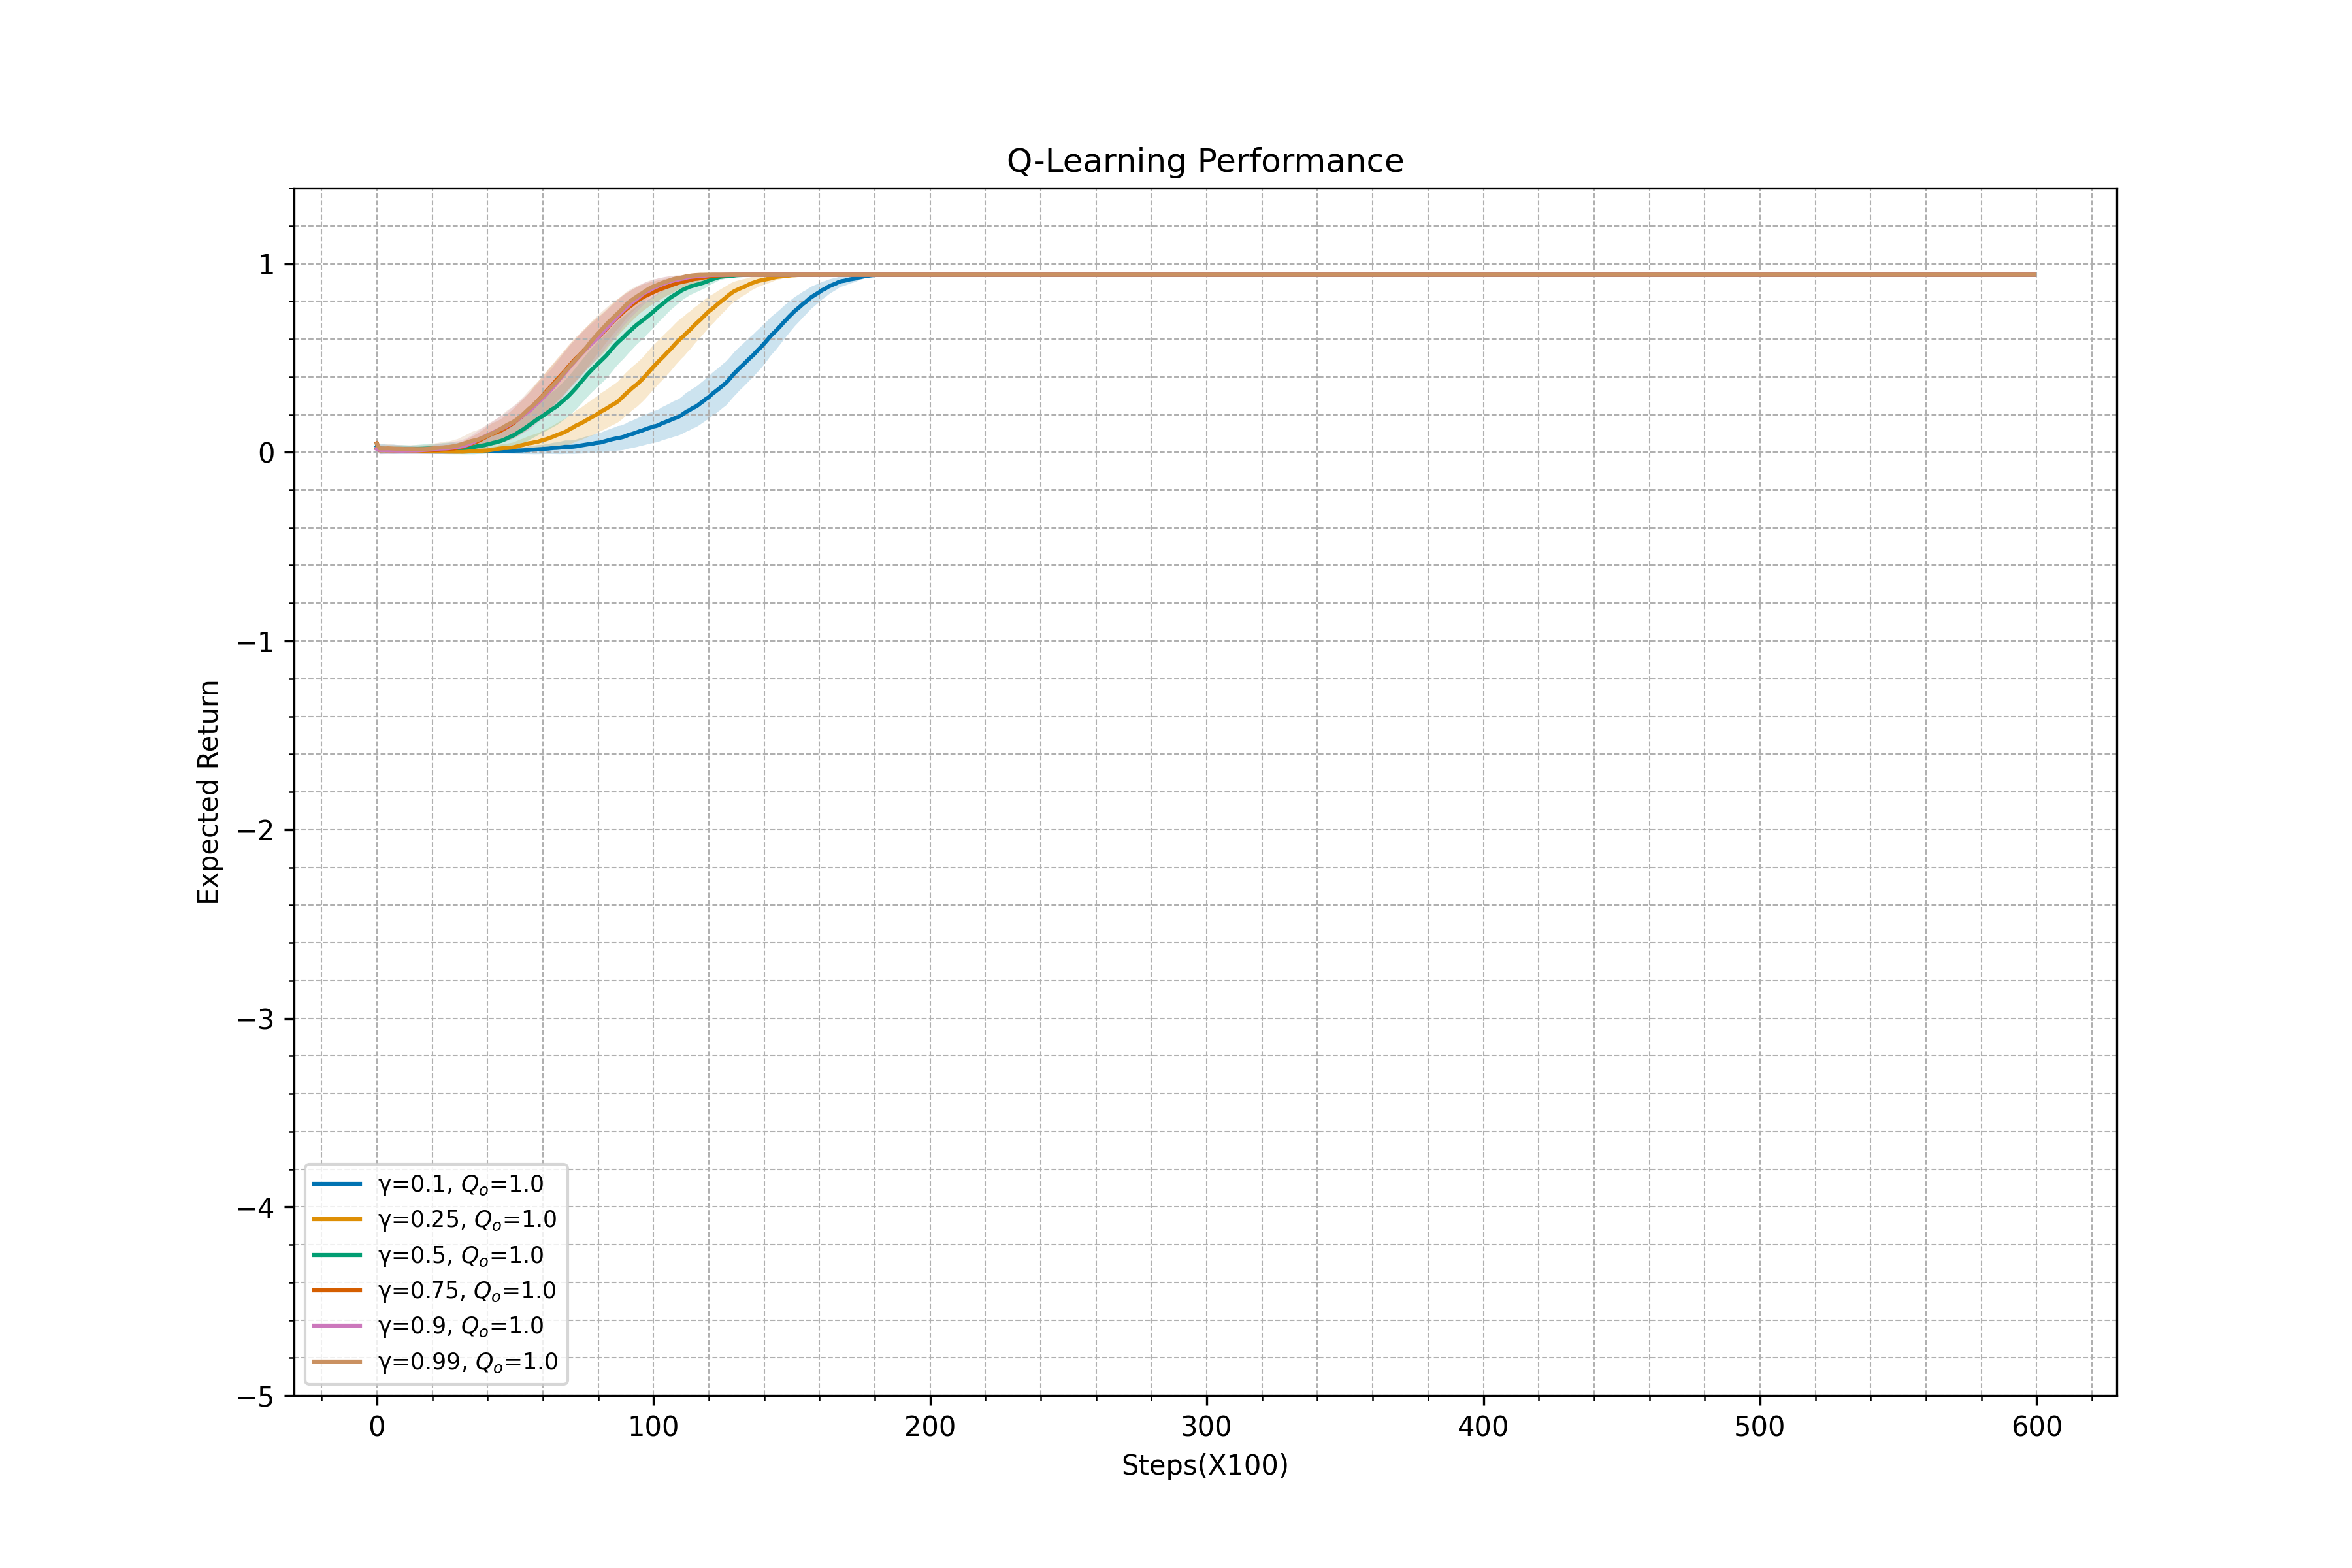 Q-Learning Performance
Expected Return
1
0
−1
−2
−3
−4
−5
γ=0.1, Qo=1.0
γ=0.25, Qo=1.0
γ=0.5, Qo=1.0
γ=0.75, Qo=1.0
γ=0.9, Qo=1.0
γ=0.99, Qo=1.0
0 100 200 300 400 500 600
Steps(X100)